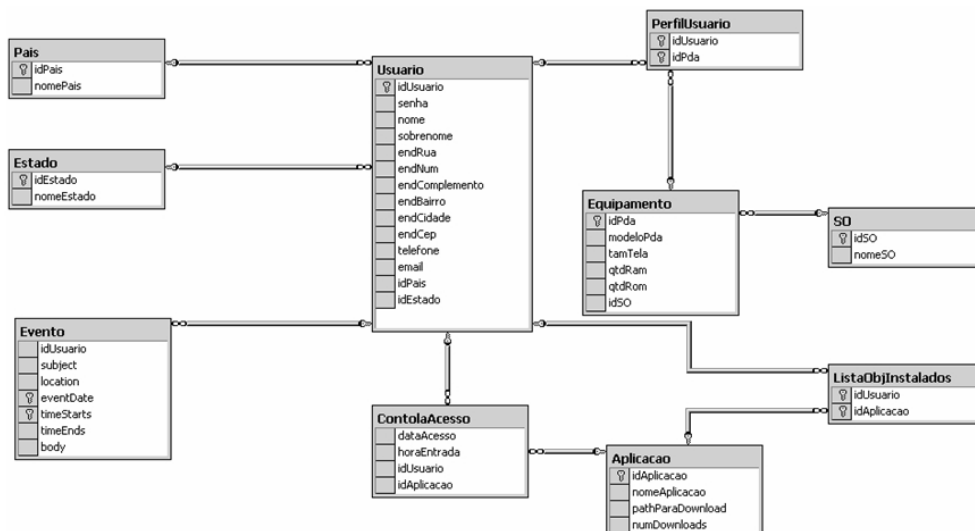 Pais
idPais
nomePais
Estado
idEstado
nomeEstado
Evento
idUsuario
subject
location
eventDate
timeStarts
timeEnds
body
Usuario
idUsuario
senha
nome
sobrenome
endRua
endNum
endComplemento
endBairro
endCidade
endCep
telefone
email
idPais
idEstado
ContolaAcesso
dataAcesso
horaEntrada
idUsuario
idAplicacao
PerfilUsuario
idUsuario
idPda
Equipamento
idPda
modeloPda
tamTela
qtdRam
qtdRom
idSO
SO
idSO
nomeSO
ListaObjInstalados
idUsuario
idAplicacao
Aplicacao
idAplicacao
nomeAplicacao
pathParaDownload
numDownloads